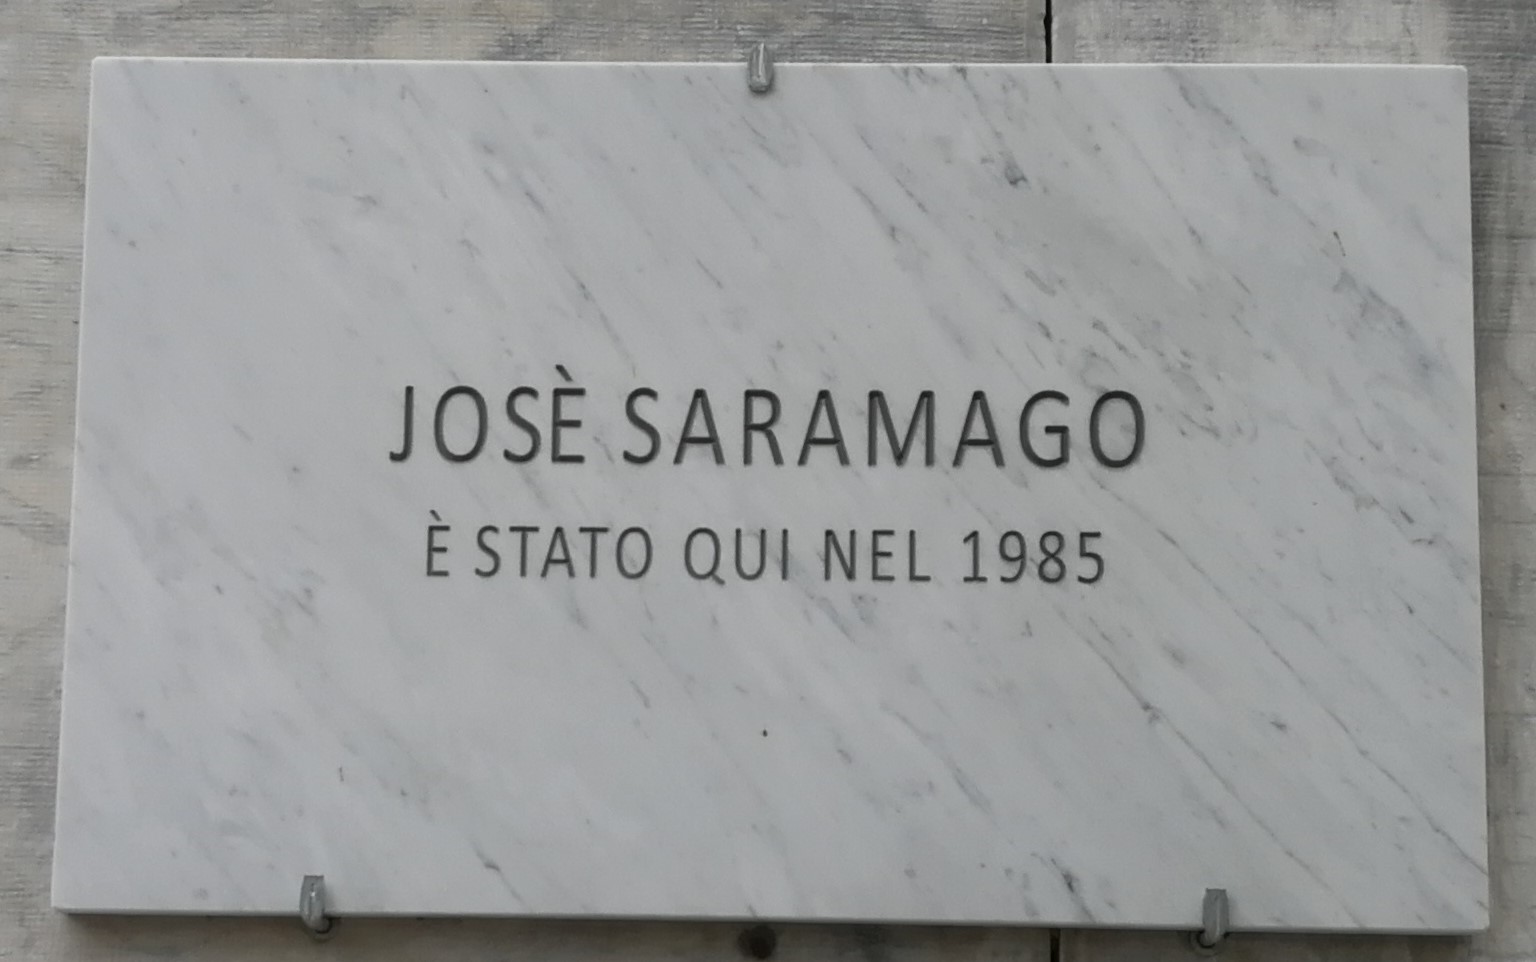 JOSÈ SARAMAGO
È STATO QUI NEL 1985